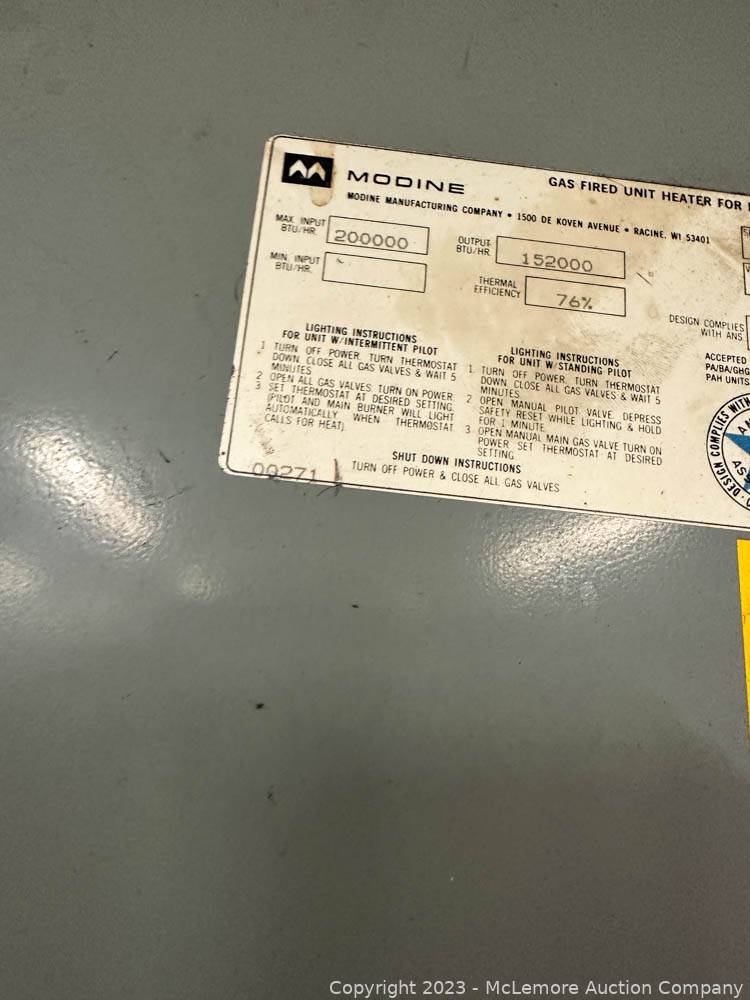 MODINE
GAS FIRED UNIT HEATER FOR
MODINE MANUFACTURING COMPANY • 1500 DE KOVEN AVENUE • RACINE, WI 53401
MAX. INPUT
BTU/HR.
200000
OUTPUT
BTU/HR.
152000
MIN. INPUT
BTU/HR.
THERMAL
EFFICIENCY
76%
DESIGN COMPLIES
WITH ANS
ACCEPTED
PA/BA/GHG
PAH UNITS
LIGHTING INSTRUCTIONS
FOR UNIT W/INTERMITTENT PILOT
1 TURN OFF POWER. TURN THERMOSTAT
DOWN. CLOSE ALL GAS VALVES & WAIT 5
MINUTES
2 OPEN ALL GAS VALVES. TURN ON POWER
3. SET THERMOSTAT AT DESIRED SETTING.
(PILOT AND MAIN BURNER WILL LIGHT
AUTOMATICALLY WHEN THERMOSTAT
CALLS FOR HEAT)
LIGHTING INSTRUCTIONS
FOR UNIT W/STANDING PILOT
1. TURN OFF POWER. TURN THERMOSTAT
DOWN. CLOSE ALL GAS VALVES & WAIT 5
MINUTES
2 OPEN MANUAL PILOT VALVE. DEPRESS
SAFETY RESET WHILE LIGHTING & HOLD
FOR 1 MINUTE
3. OPEN MANUAL MAIN GAS VALVE TURN ON
POWER. SET THERMOSTAT AT DESIRED
SETTING
DESIGN COMPLIES WITH
SHUT DOWN INSTRUCTIONS
TURN OFF POWER & CLOSE ALL GAS VALVES
00271
Copyright 2023 - McLemore Auction Company